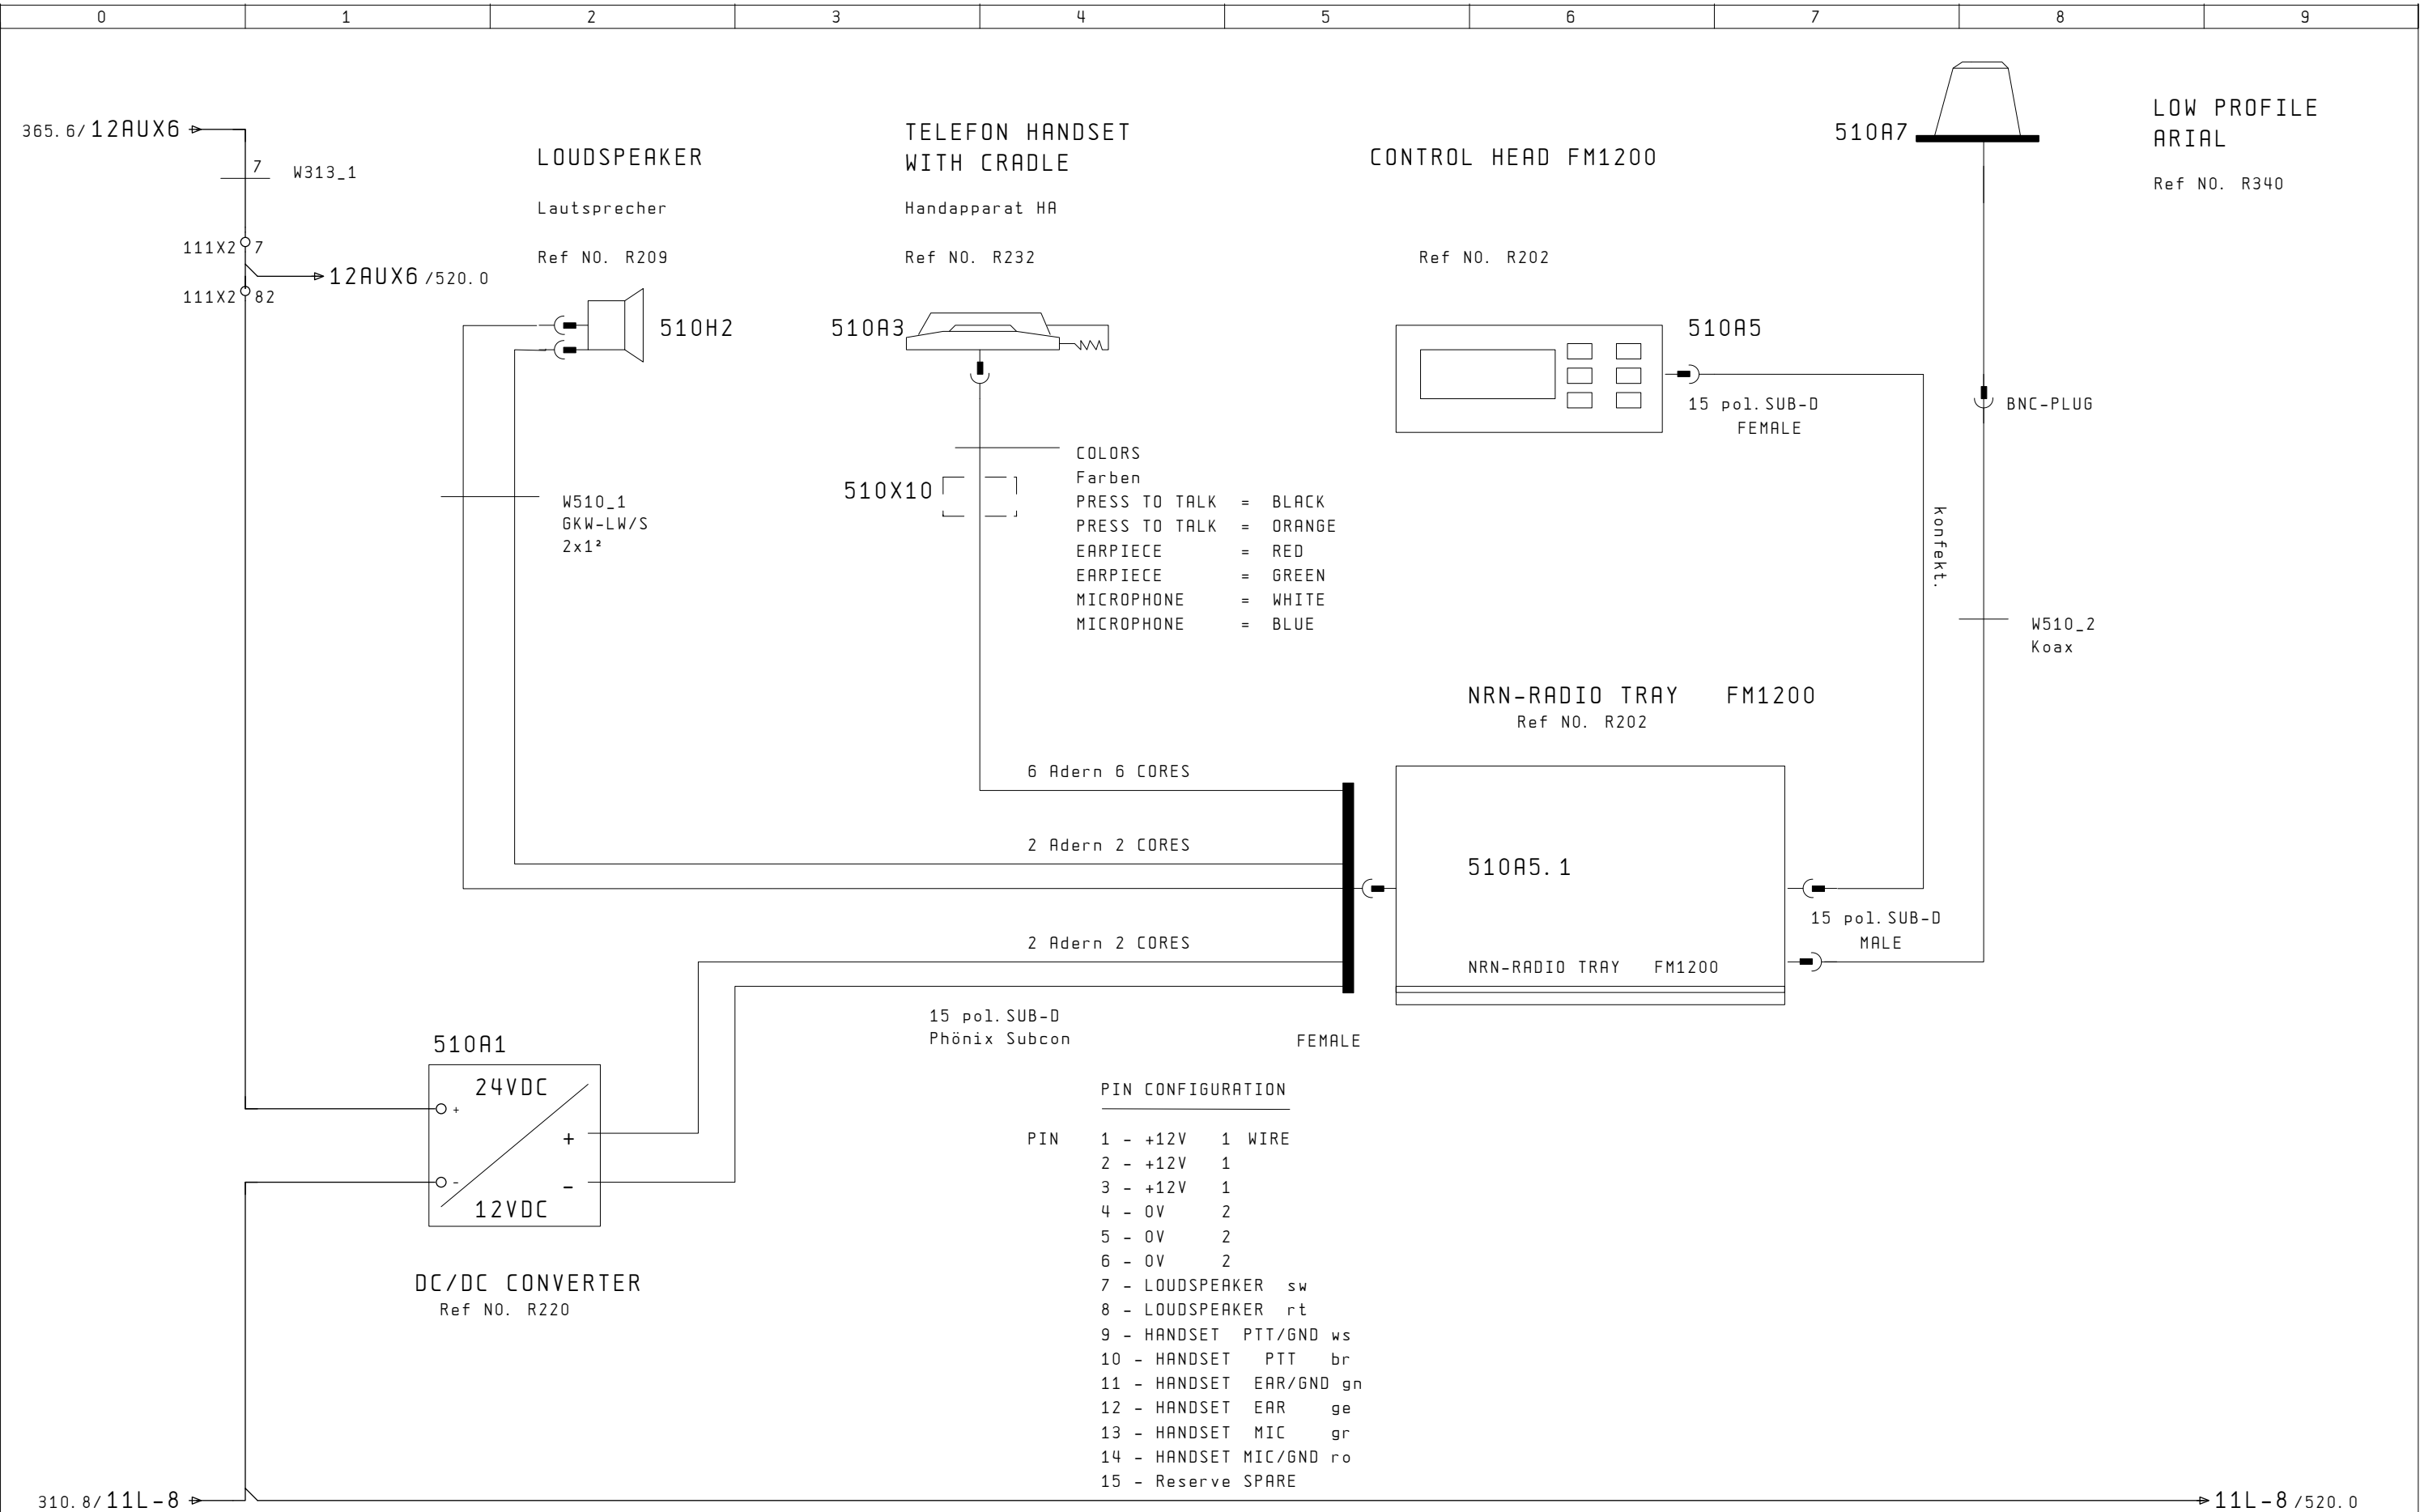 0 1 2 3 4 5 6 7 8 9
365.6/12AUX6
7
W313_1
111X2 7
12AUX6/520.0
111X2 82
LOUDSPEAKER
Lautsprecher
Ref NO. R209
510H2
TELEFON HANDSET
WITH CRADLE
Handapparat HA
Ref NO. R232
510A3
CONTROL HEAD FM1200
Ref NO. R202
510A5
15 pol.SUB-D
FEMALE
510A7
LOW PROFILE
ARIAL
Ref NO. R340
BNC-PLUG
W510_1
GKW-LW/S
2x1²
510X10
COLORS
Farben
PRESS TO TALK = BLACK
PRESS TO TALK = ORANGE
EARPIECE = RED
EARPIECE = GREEN
MICROPHONE = WHITE
MICROPHONE = BLUE
konfekt.
W510_2
Koax
NRN-RADIO TRAY FM1200
Ref NO. R202
6 Adern 6 CORES
2 Adern 2 CORES
510A5.1
2 Adern 2 CORES
NRN-RADIO TRAY FM1200
15 pol.SUB-D
MALE
15 pol.SUB-D
Phönix Subcon
FEMALE
510A1
24VDC
+
+
-
-
12VDC
DC/DC CONVERTER
Ref NO. R220
PIN CONFIGURATION
PIN 1 - +12V 1 WIRE
2 - +12V 1
3 - +12V 1
4 - 0V 2
5 - 0V 2
6 - 0V 2
7 - LOUDSPEAKER sw
8 - LOUDSPEAKER rt
9 - HANDSET PTT/GND ws
10 - HANDSET PTT br
11 - HANDSET EAR/GND gn
12 - HANDSET EAR ge
13 - HANDSET MIC gr
14 - HANDSET MIC/GND ro
15 - Reserve SPARE
310.8/11L-8
11L-8/520.0